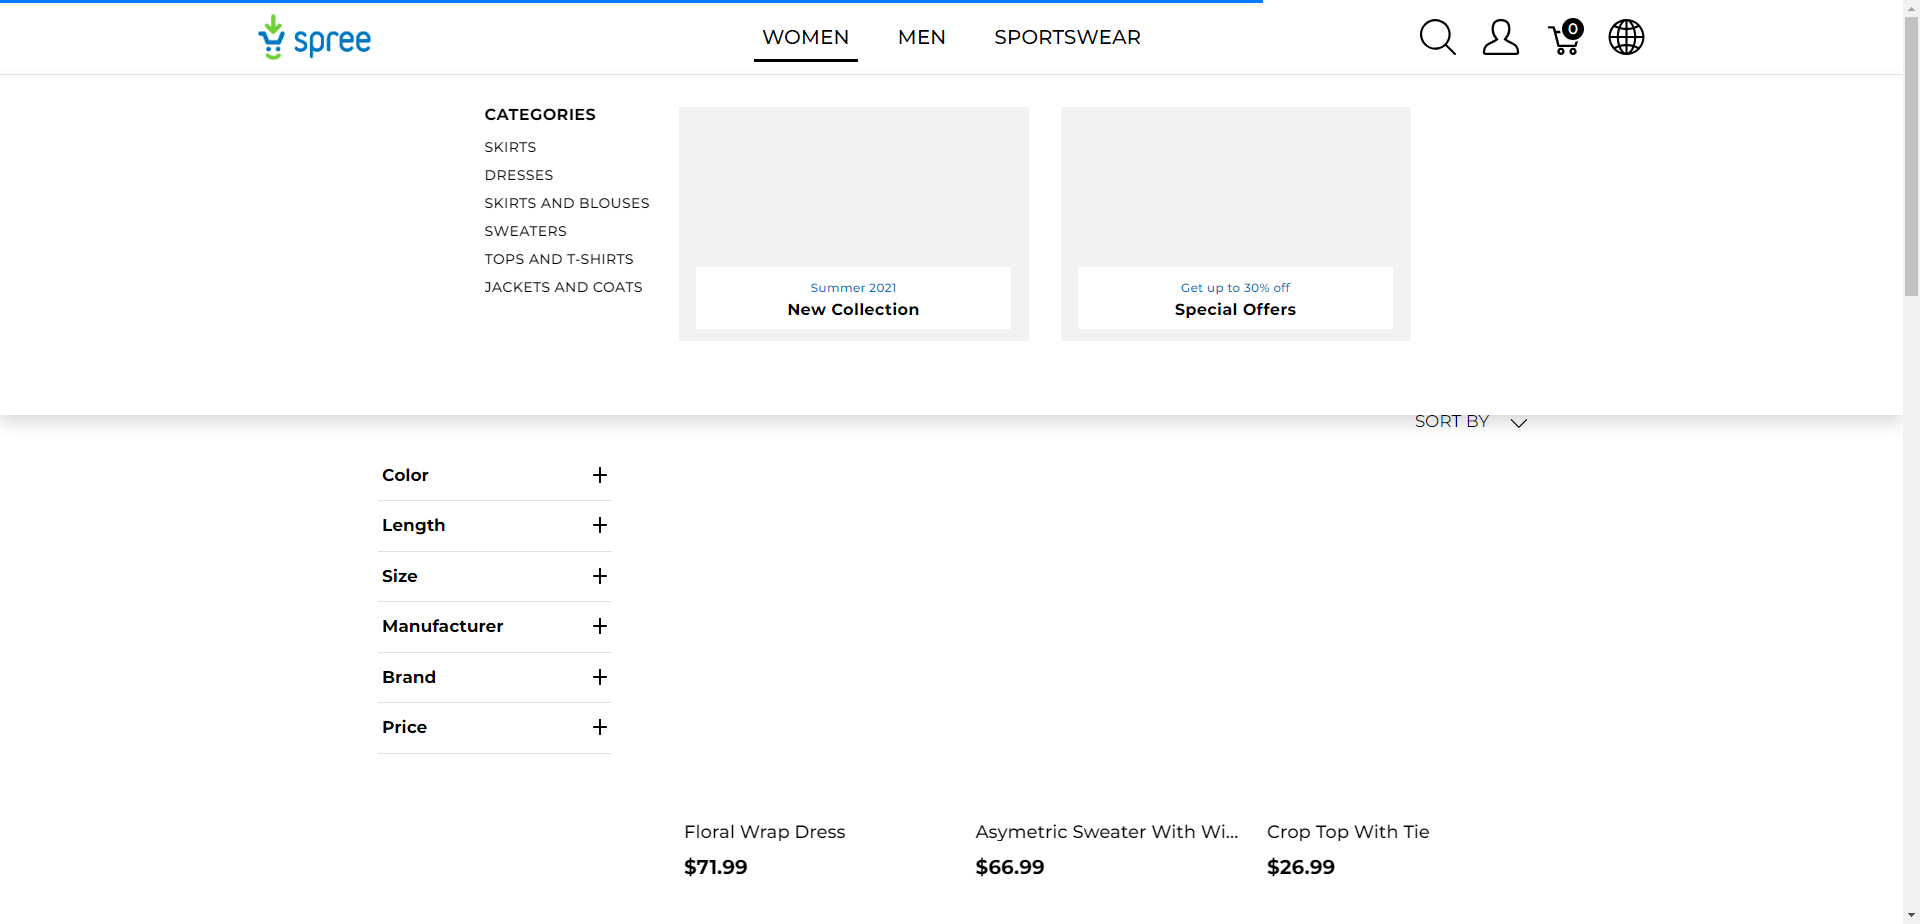 spree
WOMEN
MEN
SPORTSWEAR
0
CATEGORIES
SKIRTS
DRESSES
SKIRTS AND BLOUSES
SWEATERS
TOPS AND T-SHIRTS
JACKETS AND COATS
Summer 2021
New Collection
Get up to 30% off
Special Offers
SORT BY
Color
Length
Size
Manufacturer
Brand
Price
Floral Wrap Dress
$71.99
Asymetric Sweater With Wi...
$66.99
Crop Top With Tie
$26.99